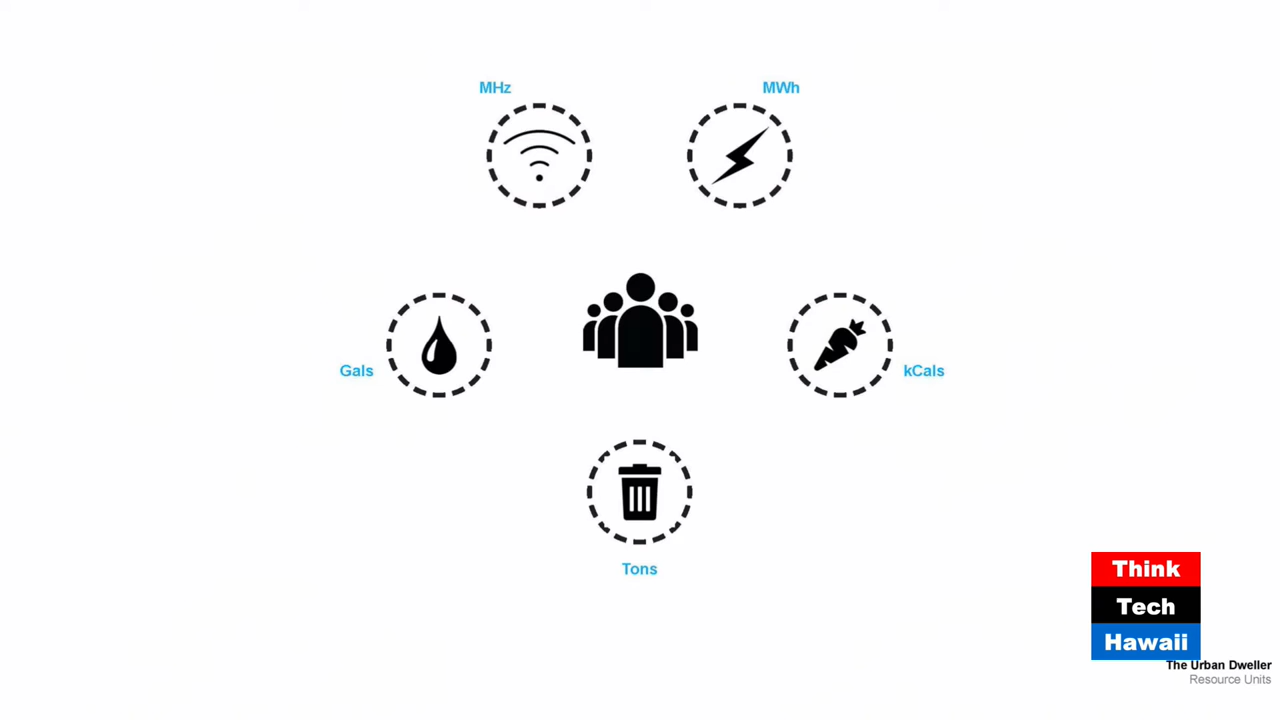 MHz
MWh
Gals
kCals
Tons
Think
Tech
Hawaii
The Urban Dweller
Resource Units